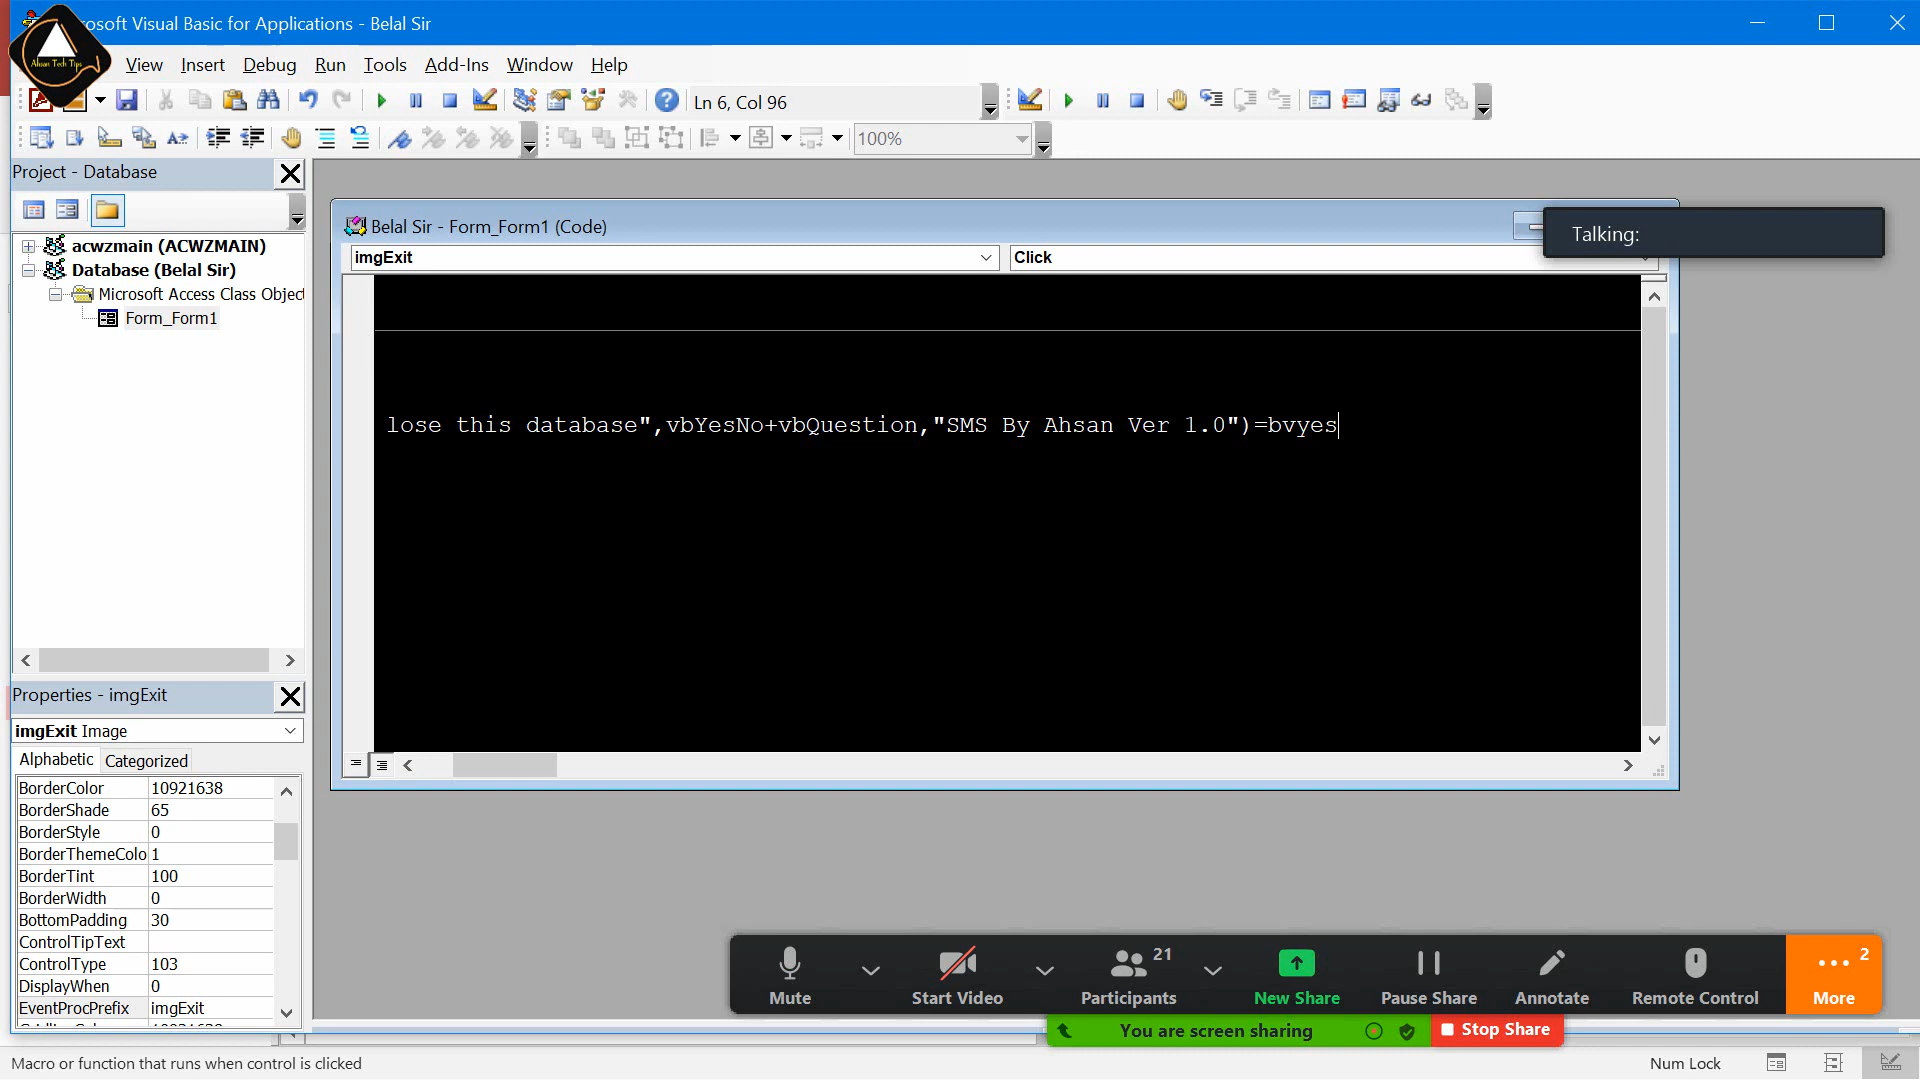 osoft Visual Basic for Applications - Belal Sir
Ahsan Tech Tips
View Insert Debug Run Tools Add-Ins Window Help
Ln 6, Col 96
100%
Project - Database
acwzmain (ACWZMAIN)
Database (Belal Sir)
Microsoft Access Class Objec
Form_Form1
Belal Sir - Form_Form1 (Code)
Talking:
imgExit
Click
lose this database",vbYesNo+vbQuestion,"SMS By Ahsan Ver 1.0")=bvyes
Properties - imgExit
imgExit Image
Alphabetic Categorized
BorderColor 10921638
BorderShade 65
BorderStyle 0
BorderThemeColo 1
BorderTint 100
BorderWidth 0
BottomPadding 30
ControlTipText
ControlType 103
DisplayWhen 0
EventProcPrefix imgExit
21
2
Mute Start Video Participants New Share Pause Share Annotate Remote Control More
You are screen sharing Stop Share
Macro or function that runs when control is clicked
Num Lock